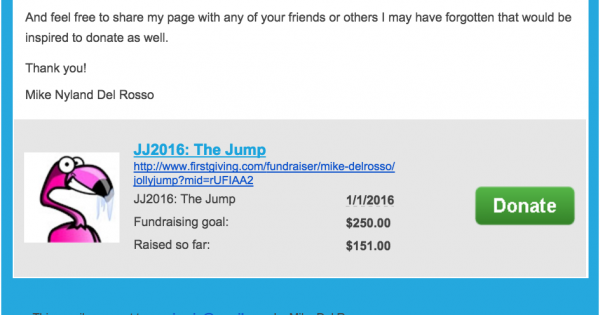 And feel free to share my page with any of your friends or others I may have forgotten that would be
inspired to donate as well.
Thank you!
Mike Nyland Del Rosso
JJ2016: The Jump
http://www.firstgiving.com/fundraiser/mike-delrosso/
jollyjump?mid=rUFIAA2
JJ2016: The Jump 1/1/2016
Fundraising goal: $250.00
Raised so far: $151.00
Donate